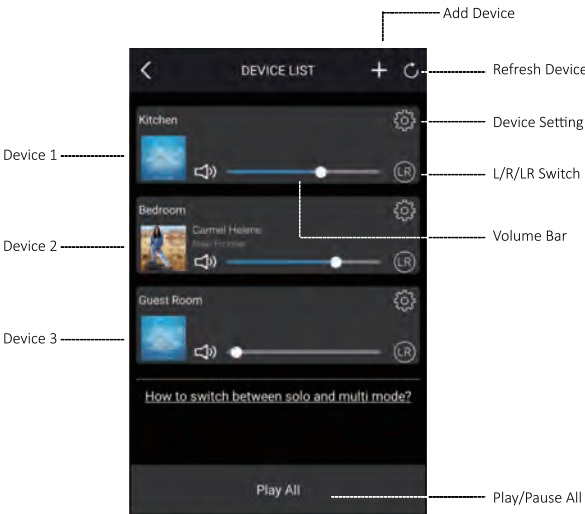 Add Device
DEVICE LIST
Refresh Device
Kitchen
Device Setting
Device 1
LR
L/R/LR Switch
Bedroom
Carmel Helene
Volume Bar
Device 2
LR
Guest Room
Device 3
LR
How to switch between solo and multi mode?
Play All
Play/Pause All